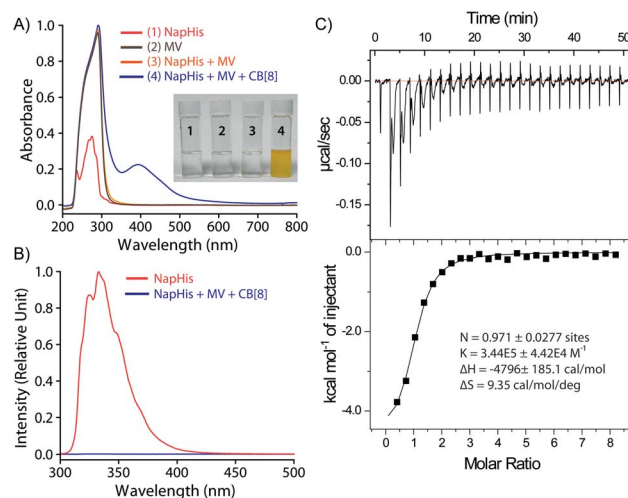 A)
(1) NapHis
(2) MV
(3) NapHis + MV
(4) NapHis + MV + CB[8]
1 2 3 4
Absorbance
1.0
0.8
0.6
0.4
0.2
0.0
200 300 400 500 600 700 800
Wavelength (nm)
B)
NapHis
NapHis + MV + CB[8]
Intensity (Relative Unit)
1.0
0.8
0.6
0.4
0.2
0.0
300 350 400 450 500
Wavelength (nm)
C)
Time (min)
0 10 20 30 40 50
0.00
-0.05
-0.10
-0.15
µcal/sec
0.0
-2.0
-4.0
kcal mol⁻¹ of injectant
N = 0.971 ± 0.0277 sites
K = 3.44E5 ± 4.42E4 M⁻¹
ΔH = -4796± 185.1 cal/mol
ΔS = 9.35 cal/mol/deg
0 1 2 3 4 5 6 7 8
Molar Ratio